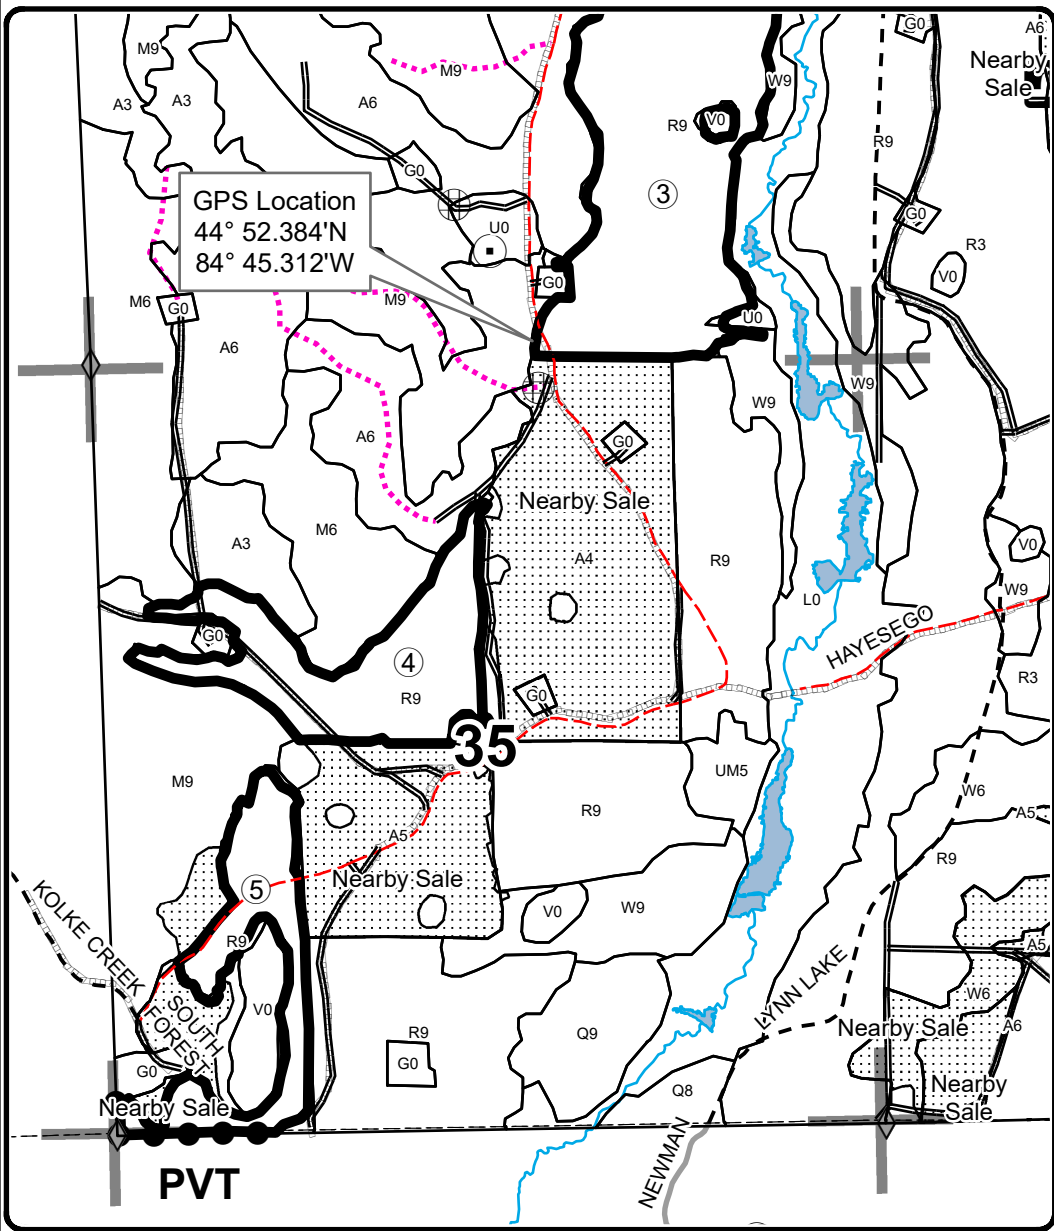 G0
A6
M9
Nearby
Sale
M9
W9
A3
A3
A6
V0
R9
R9
G0
③
GPS Location
44° 52.384'N
84° 45.312'W
G0
U0
R3
V0
G0
M6
G0
M9
U0
A6
W9
W9
A6
G0
Nearby Sale
M6
A3
A4
R9
V0
W9
L0
G0
HAYESEGO
④
R9
G0
R3
35
M9
UM5
W6
R9
A5
A5
R9
⑤
Nearby Sale
KOLKE CREEK
V0
W9
R9
A5
LYNN LAKE
W6
SOUTH
FOREST
V0
R9
Q9
Nearby Sale
A6
G0
G0
Q8
Nearby
Sale
Nearby Sale
NEWMAN
PVT